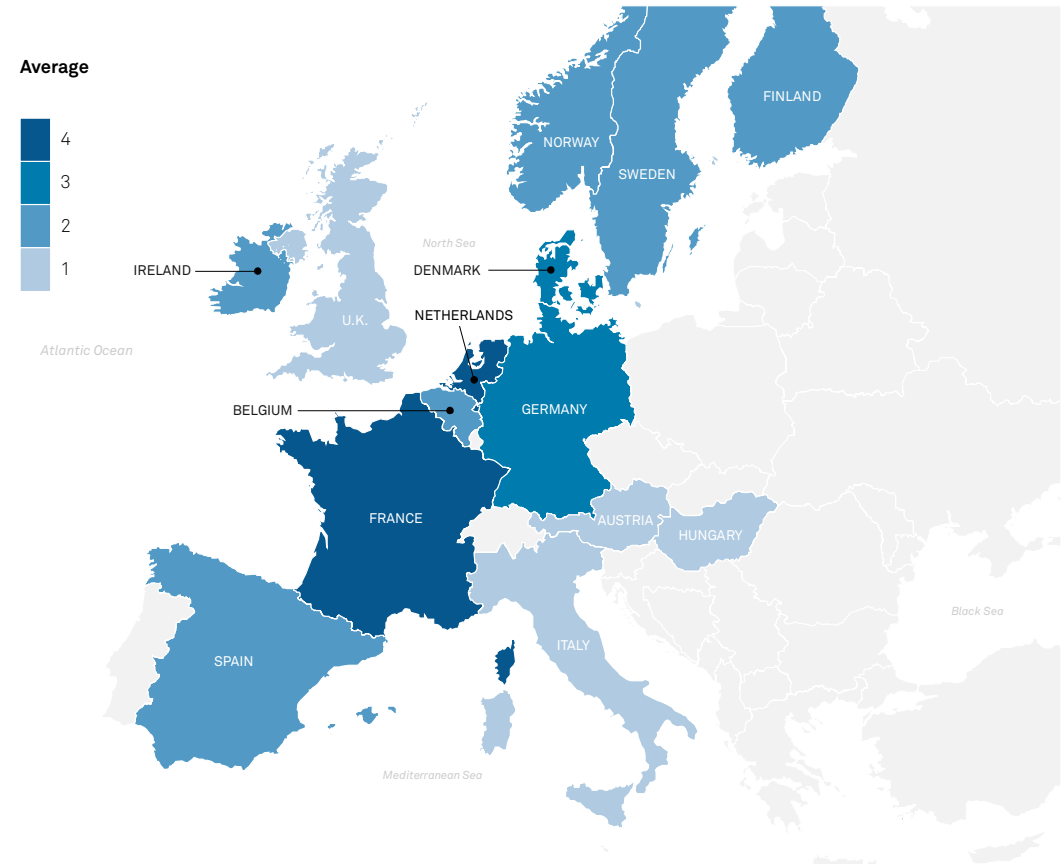 Average
4
3
2
1
FINLAND
NORWAY
SWEDEN
North Sea
IRELAND
DENMARK
NETHERLANDS
U.K.
Atlantic Ocean
BELGIUM
GERMANY
FRANCE
AUSTRIA
HUNGARY
Black Sea
ITALY
SPAIN
Mediterranean Sea